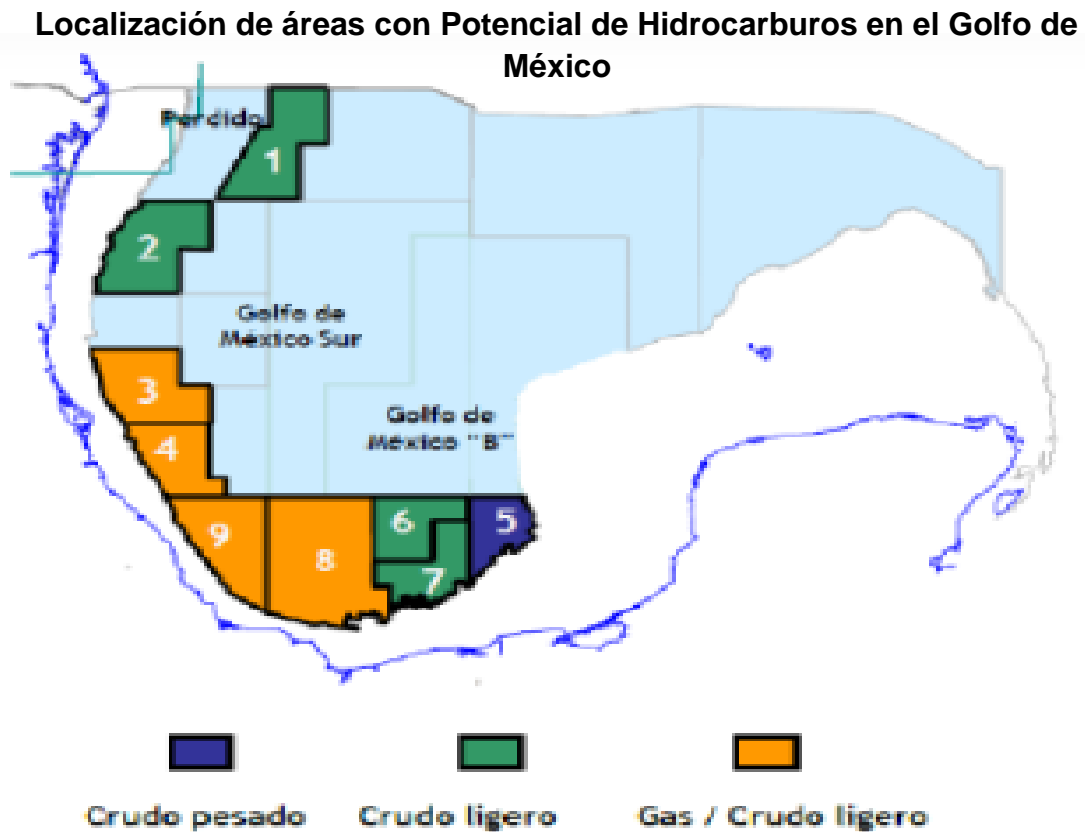 Localización de áreas con Potencial de Hidrocarburos en el Golfo de
México
Perdido
1
2
Golfo de
México Sur
3
Golfo de
México "B"
4
9
8
6
5
7
Crudo pesado
Crudo ligero
Gas / Crudo ligero